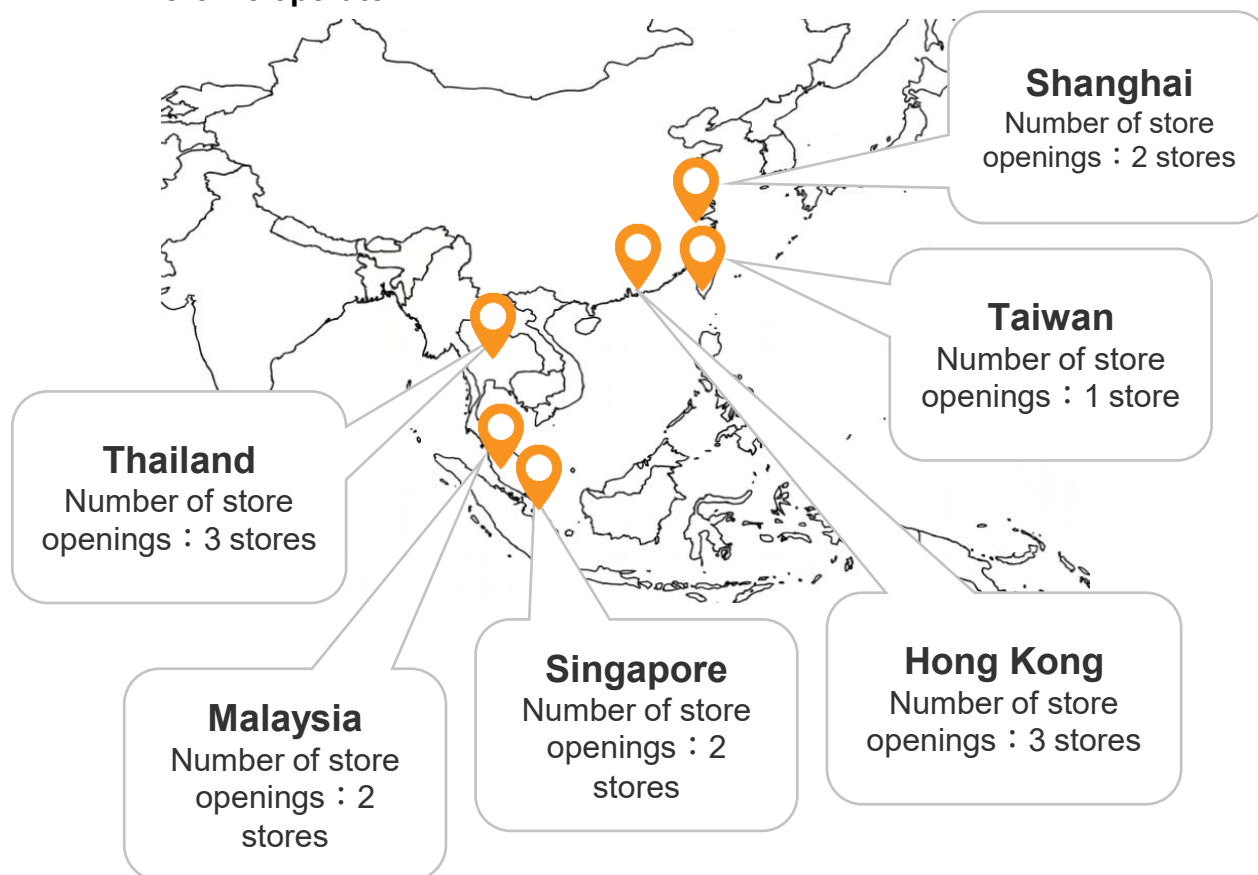 Shanghai
Number of store
openings：2 stores
Taiwan
Number of store
openings：1 store
Thailand
Number of store
openings：3 stores
Malaysia
Number of store
openings：2
stores
Singapore
Number of store
openings：2
stores
Hong Kong
Number of store
openings：3 stores